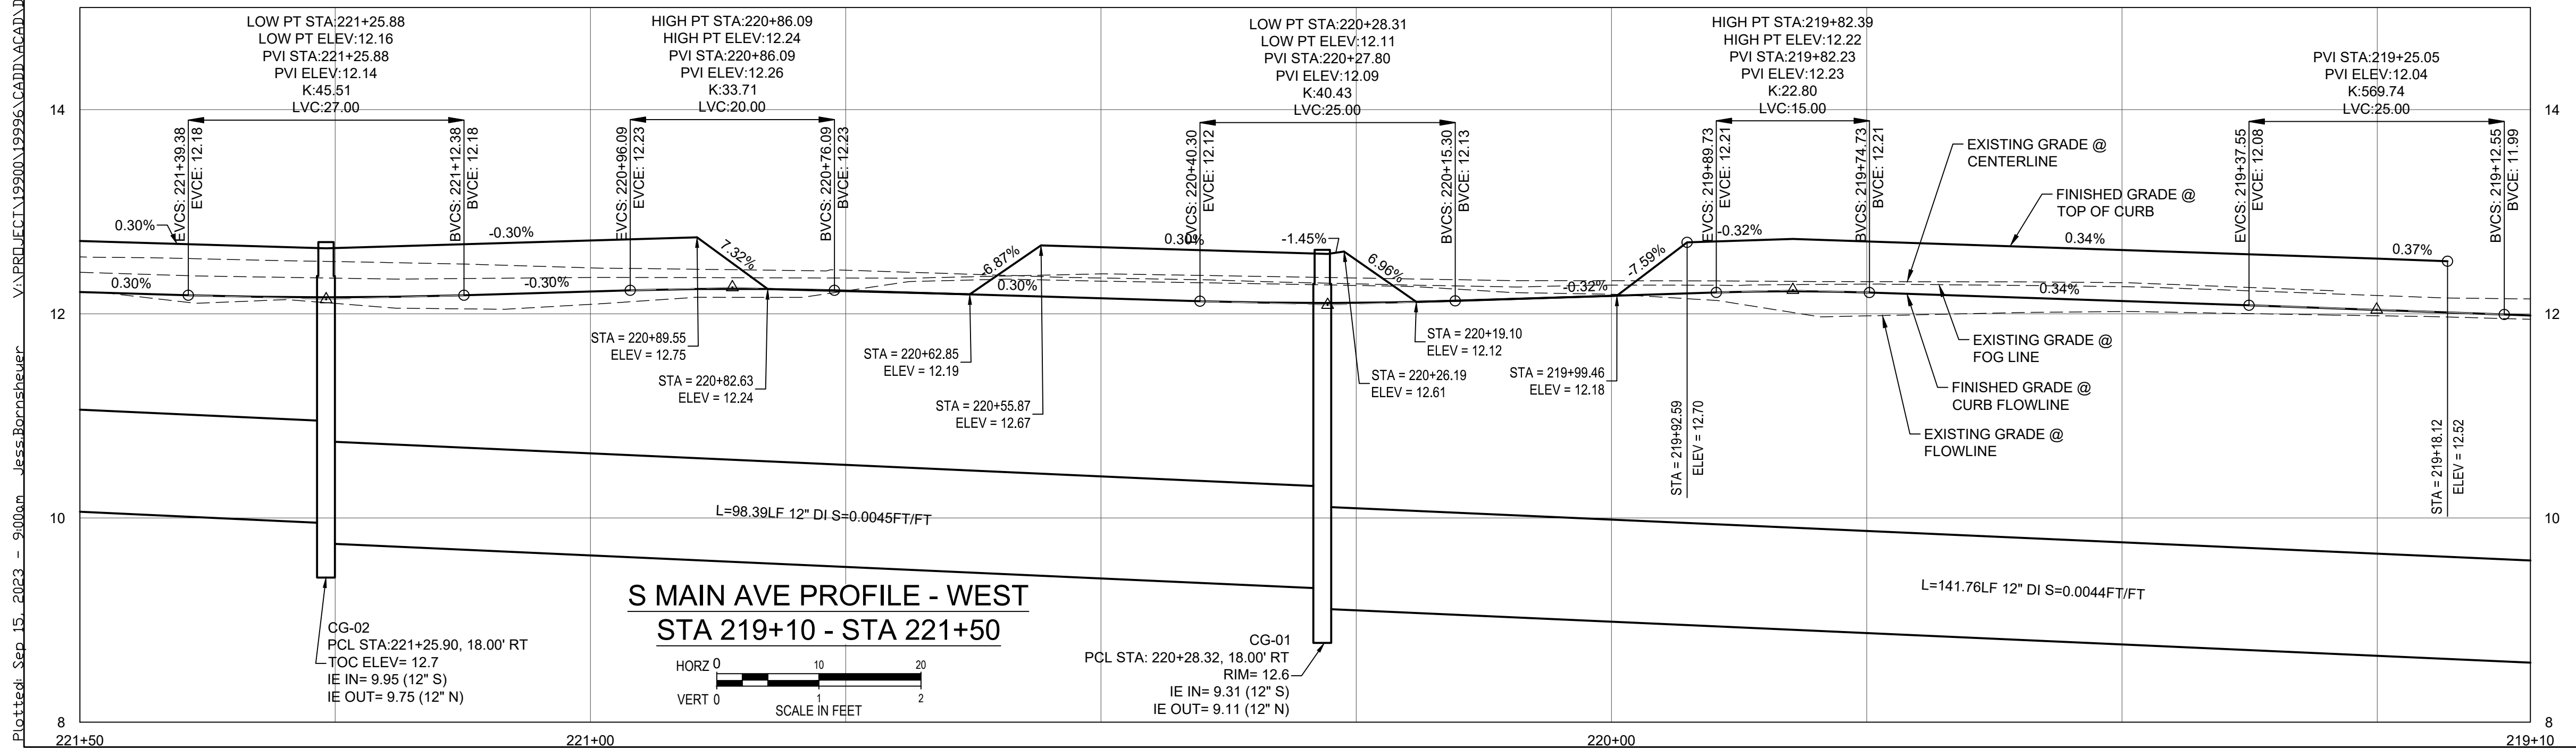 LOW PT STA:221+25.88
LOW PT ELEV:12.16
PVI STA:221+25.88
PVI ELEV:12.14
K:45.51
LVC:27.00
HIGH PT STA:220+86.09
HIGH PT ELEV:12.24
PVI STA:220+86.09
PVI ELEV:12.26
K:33.71
LVC:20.00
LOW PT STA:220+28.31
LOW PT ELEV:12.11
PVI STA:220+27.80
PVI ELEV:12.09
K:40.43
LVC:25.00
HIGH PT STA:219+82.39
HIGH PT ELEV:12.22
PVI STA:219+82.23
PVI ELEV:12.23
K:22.80
LVC:15.00
PVI STA:219+25.05
PVI ELEV:12.04
K:569.74
LVC:25.00
14
14
EVCS: 221+39.38
EVCE: 12.18
BVCS: 221+12.38
BVCE: 12.18
EVCS: 220+96.09
EVCE: 12.23
BVCS: 220+76.09
BVCE: 12.23
EVCS: 220+40.30
EVCE: 12.12
BVCS: 220+15.30
BVCE: 12.13
EVCS: 219+89.73
EVCE: 12.21
BVCS: 219+74.73
BVCE: 12.21
EVCS: 219+37.55
EVCE: 12.08
BVCS: 219+12.55
BVCE: 11.99
EXISTING GRADE @
CENTERLINE
FINISHED GRADE @
TOP OF CURB
0.30%
-0.30%
7.32%
-6.87%
0.30%
-1.45%
6.96%
-7.59%
-0.32%
0.34%
0.37%
0.30%
-0.30%
0.30%
-0.32%
0.34%
12
12
STA = 220+89.55
ELEV = 12.75
STA = 220+82.63
ELEV = 12.24
STA = 220+62.85
ELEV = 12.19
STA = 220+55.87
ELEV = 12.67
STA = 220+19.10
ELEV = 12.12
STA = 220+26.19
ELEV = 12.61
STA = 219+99.46
ELEV = 12.18
STA = 219+92.59
ELEV = 12.70
EXISTING GRADE @
FOG LINE
FINISHED GRADE @
CURB FLOWLINE
EXISTING GRADE @
FLOWLINE
STA = 219+18.12
ELEV = 12.52
10
10
L=98.39LF 12" DI S=0.0045FT/FT
L=141.76LF 12" DI S=0.0044FT/FT
S MAIN AVE PROFILE - WEST
STA 219+10 - STA 221+50
HORZ 0 10 20
VERT 0 1 2
SCALE IN FEET
CG-02
PCL STA:221+25.90, 18.00' RT
TOC ELEV= 12.7
IE IN= 9.95 (12" S)
IE OUT= 9.75 (12" N)
CG-01
PCL STA: 220+28.32, 18.00' RT
RIM= 12.6
IE IN= 9.31 (12" S)
IE OUT= 9.11 (12" N)
8
8
221+50
221+00
220+00
219+10
Plotted: Sep 15, 2023 - 9:00am Jess.Bornsheuer V:\PROJECT\19900\19996\CADD\ACAD\D